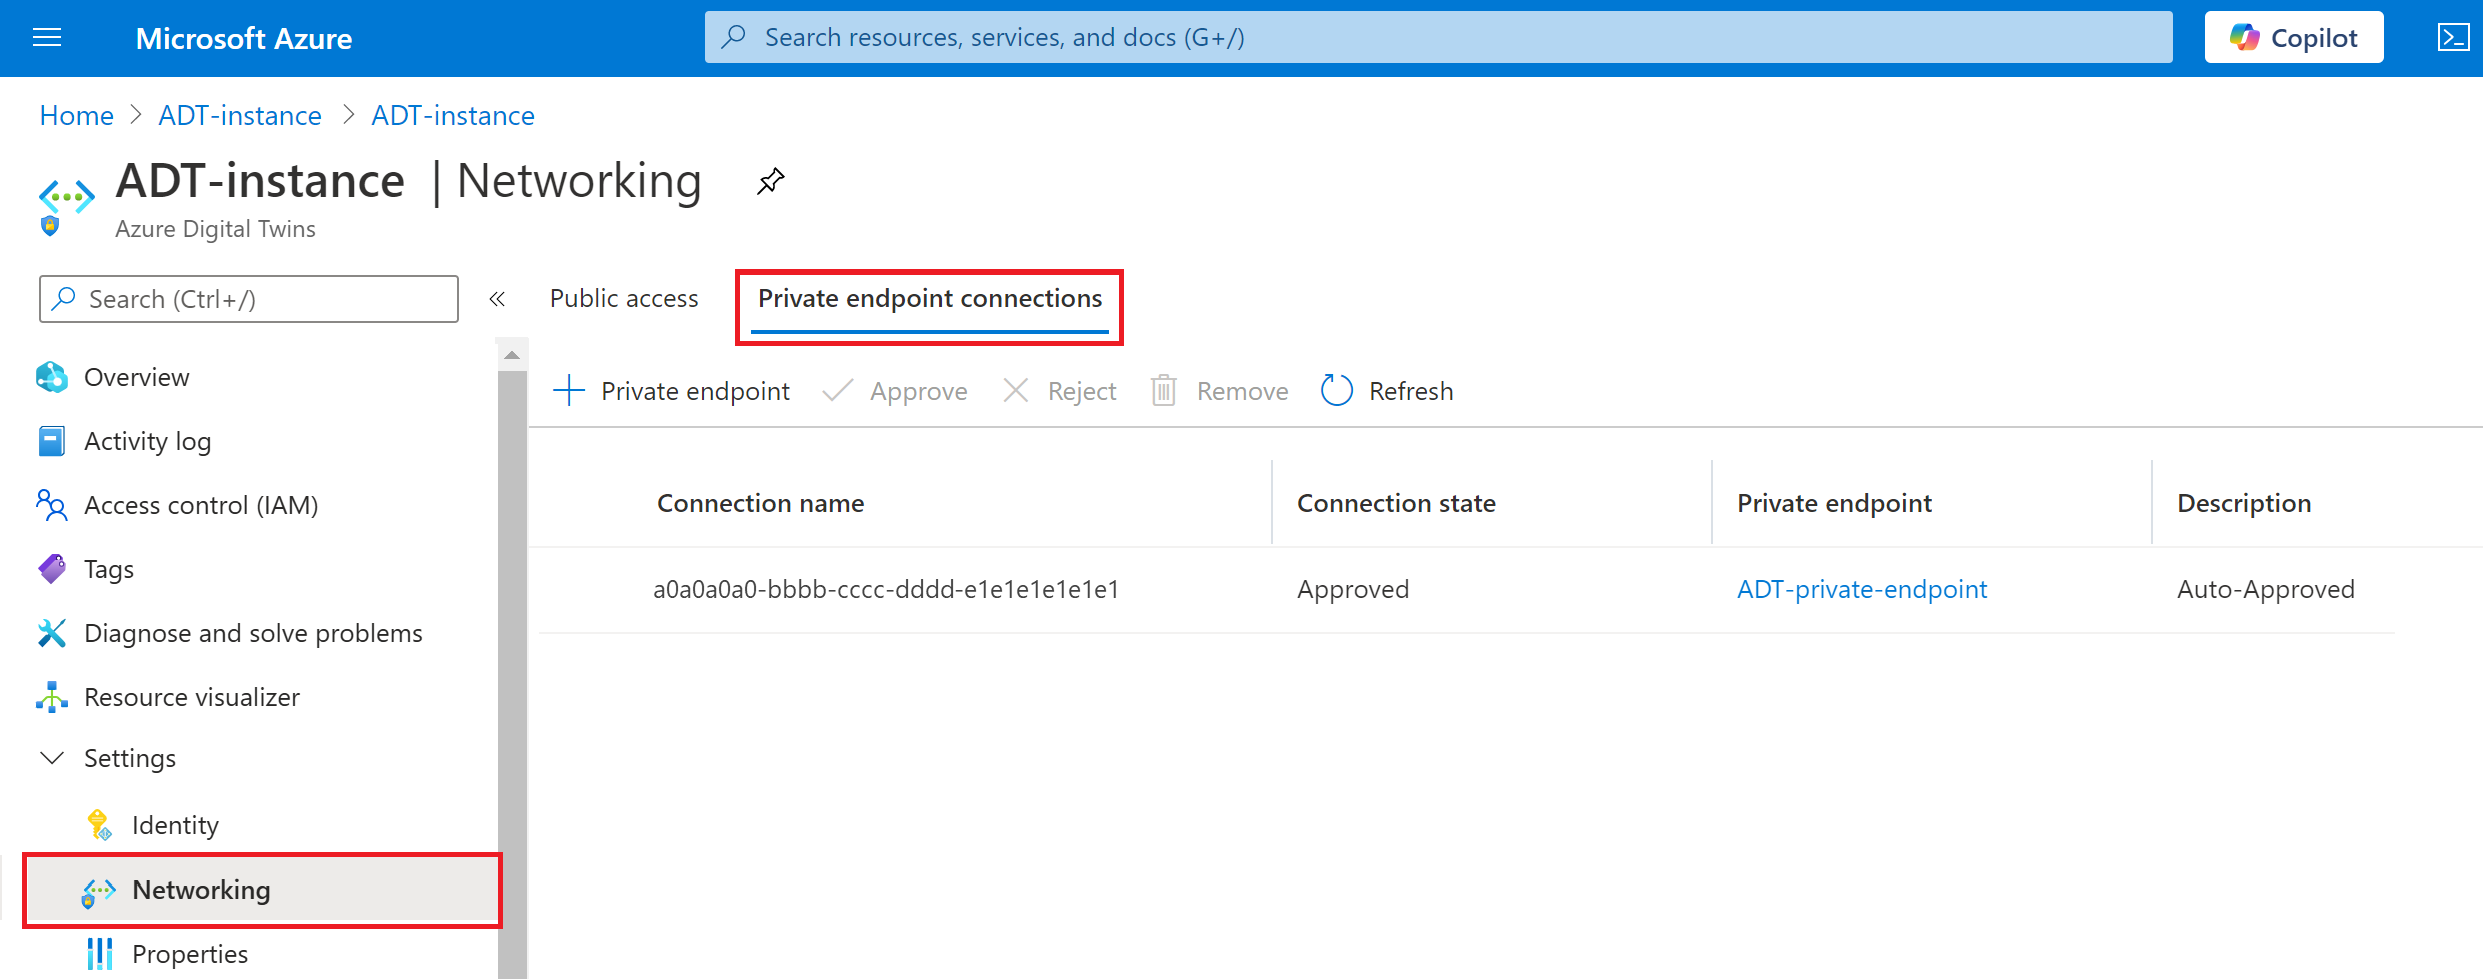 Microsoft Azure
Search resources, services, and docs (G+/)
Copilot
Home > ADT-instance > ADT-instance
ADT-instance | Networking
Azure Digital Twins
Search (Ctrl+/)
«
Public access
Private endpoint connections
Overview
Activity log
Access control (IAM)
Tags
Diagnose and solve problems
Resource visualizer
Settings
Identity
Networking
Properties
Private endpoint Approve Reject Remove Refresh
Connection name Connection state Private endpoint Description
a0a0a0a0-bbbb-cccc-dddd-e1e1e1e1e1e1 Approved ADT-private-endpoint Auto-Approved